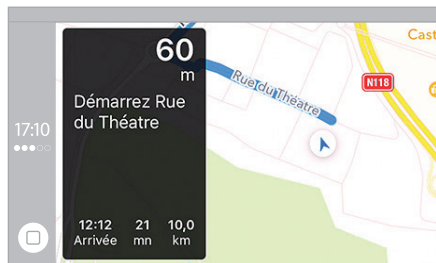 60
m
Démarrez Rue
du Théatre
17:10
12:12 21 10,0
Arrivée mn km
Rue du Théatre
N118
Cast